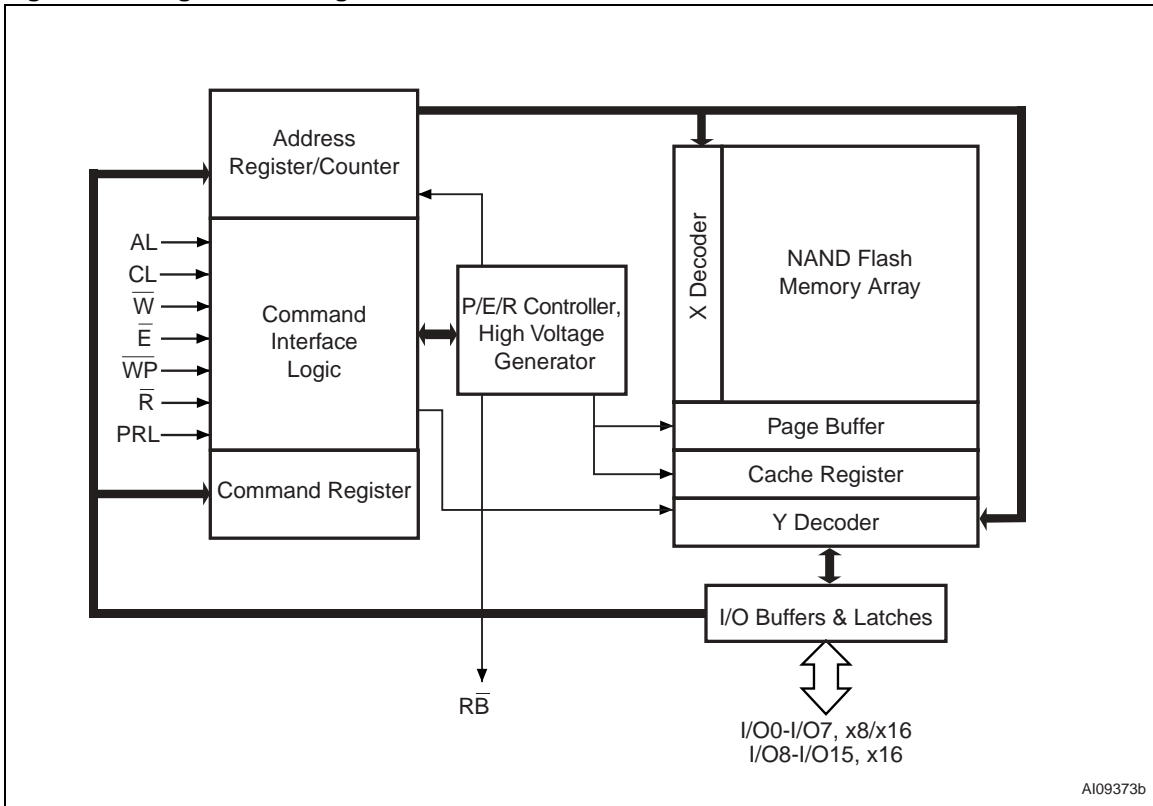 Address
Register/Counter
AL
CL
W̅
E̅
W̅P̅
R̅
PRL
Command
Interface
Logic
Command Register
P/E/R Controller,
High Voltage
Generator
RB̅
X Decoder
NAND Flash
Memory Array
Page Buffer
Cache Register
Y Decoder
I/O Buffers & Latches
I/O0-I/O7, x8/x16
I/O8-I/O15, x16
AI09373b